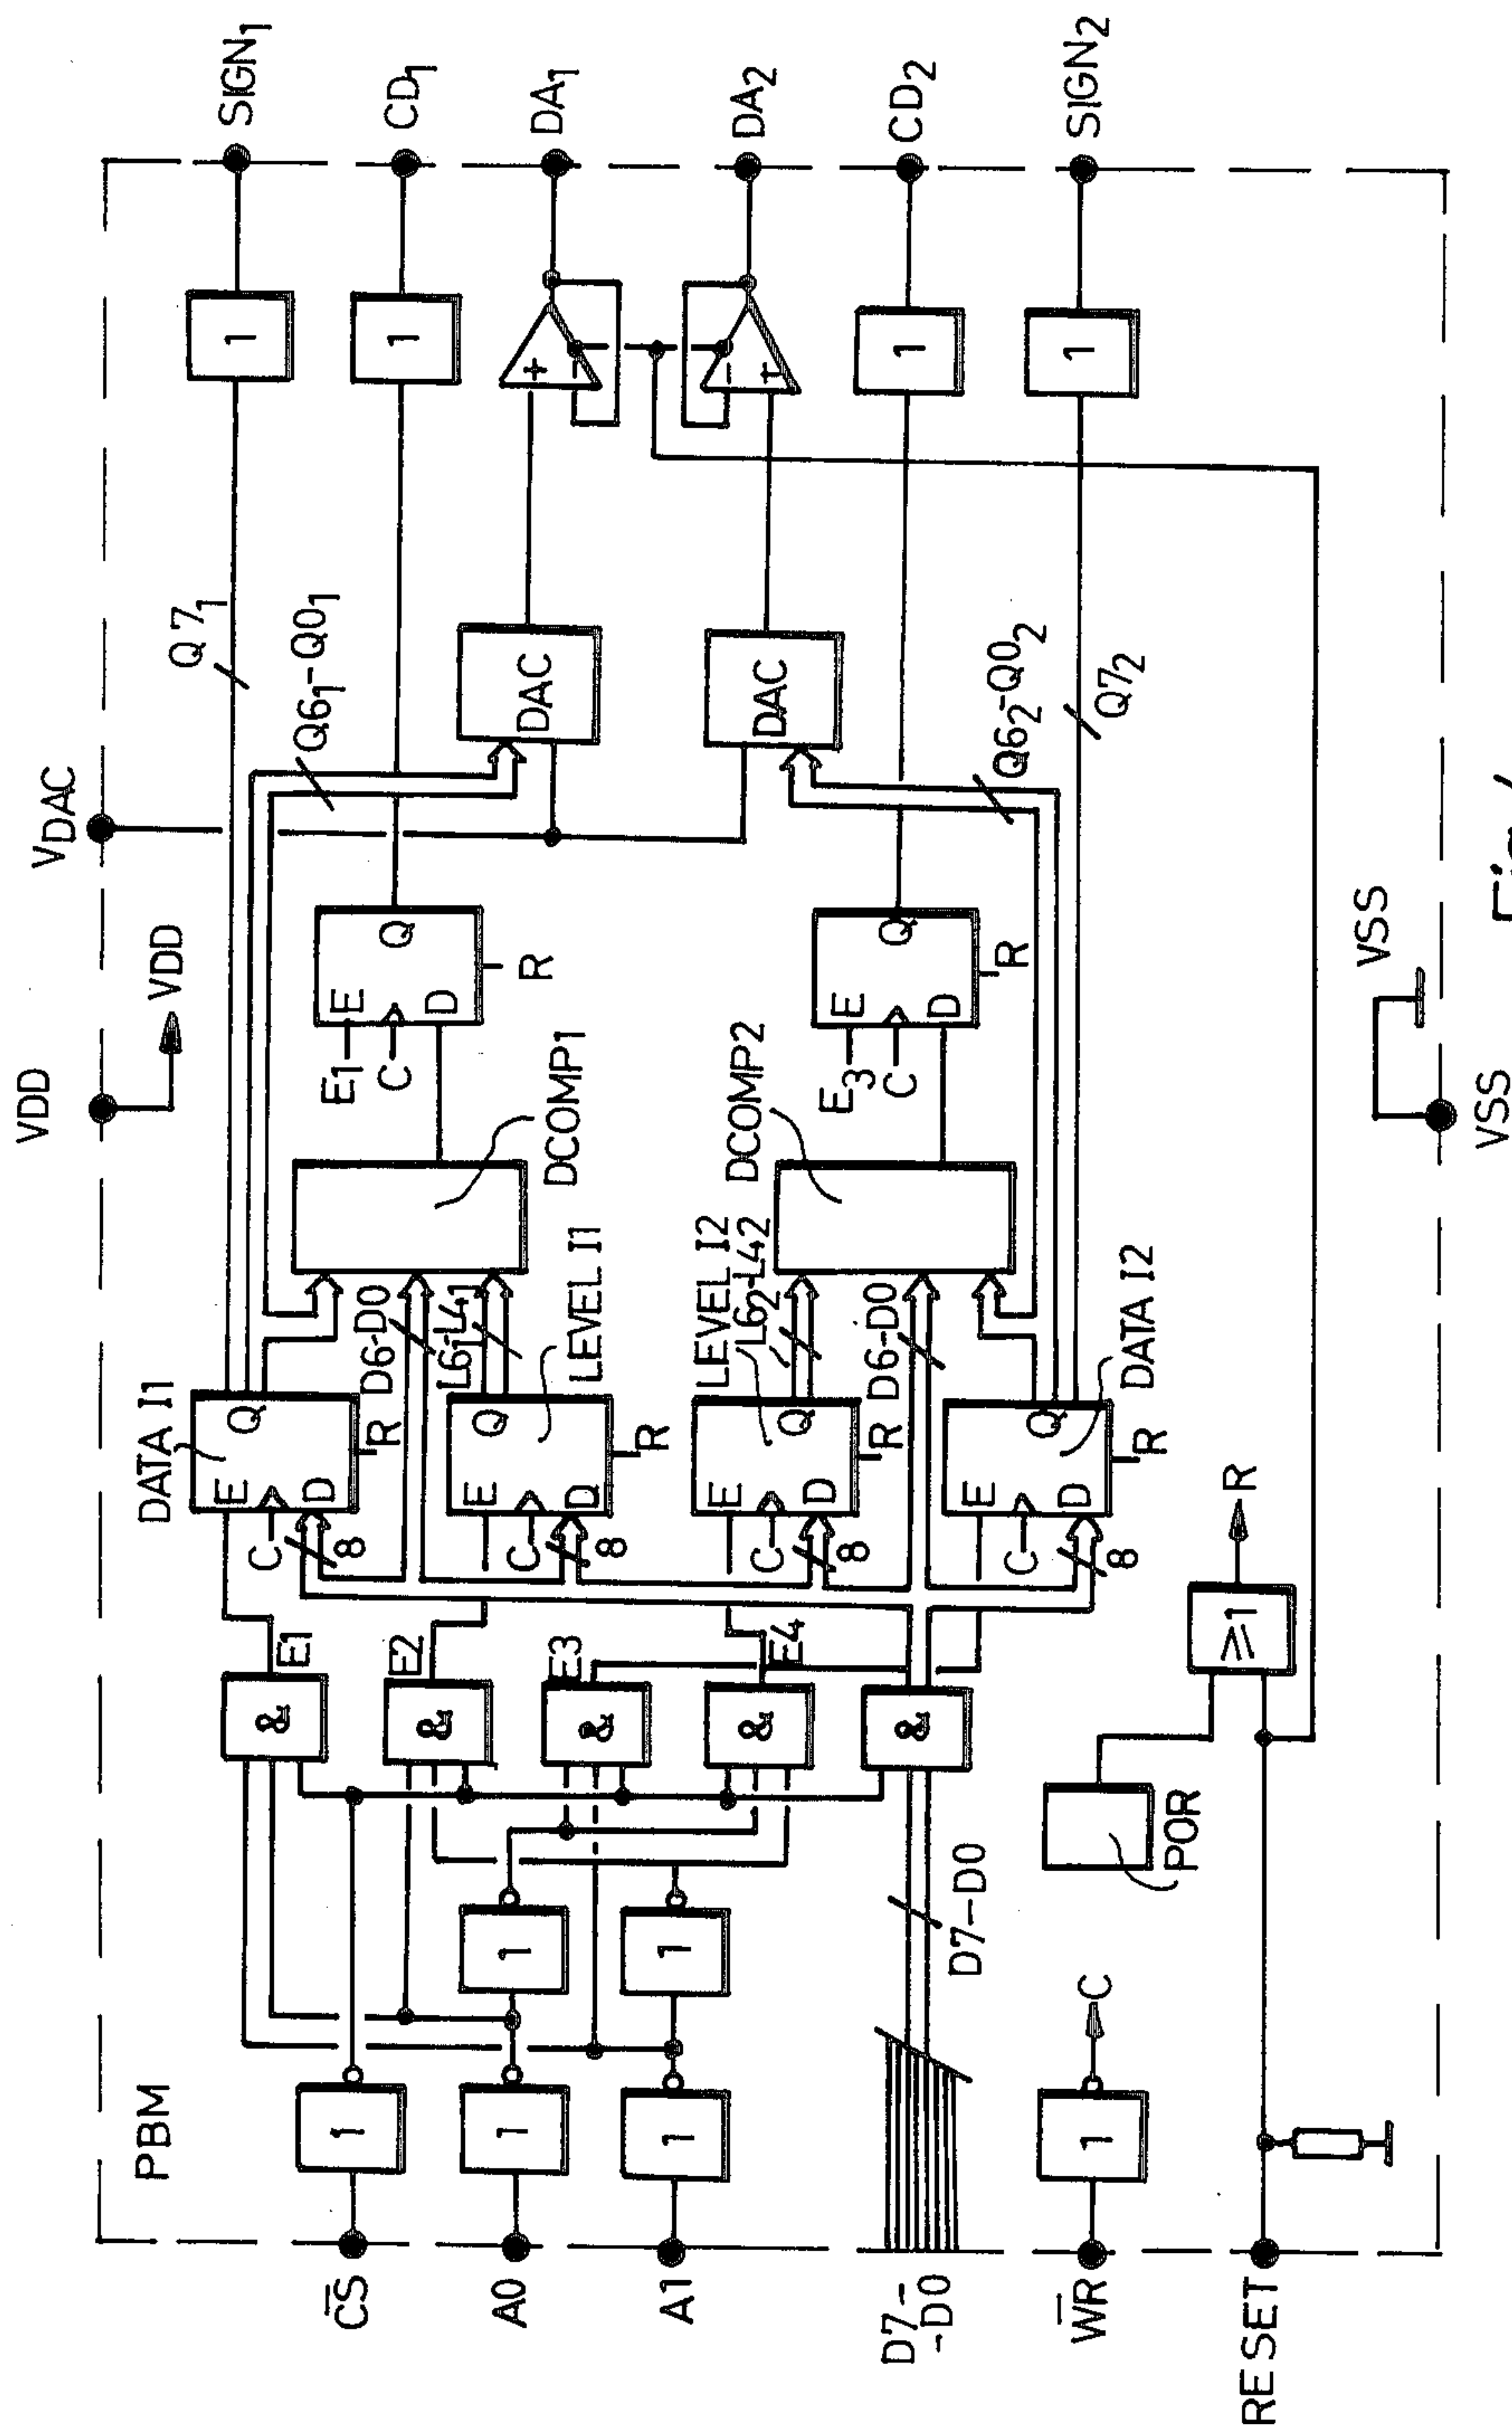 PBM
VDD
VDD
VDAC
CS
A0
A1
D7-
-D0
WR
RESET
1
1
1
1
1
1
C
D7-D0
POR
≥1
R
&
E1
&
E2
&
E3
&
E4
&
DATA I1
E
C
D
Q
R
8
D6-D0
L61-L41
E
C
D
Q
R
8
LEVEL I1
LEVEL I2
L62-L42
E
C
D
Q
R
8
D6-D0
E
C
D
Q
R
8
DATA I2
DCOMP1
DCOMP2
E1
C
E
D
Q
R
E3
C
E
D
Q
R
Q71
Q61-Q01
DAC
DAC
Q62-Q02
Q72
1
1
+
-
-
+
1
1
SIGN1
CD1
DA1
DA2
CD2
SIGN2
VSS
VSS